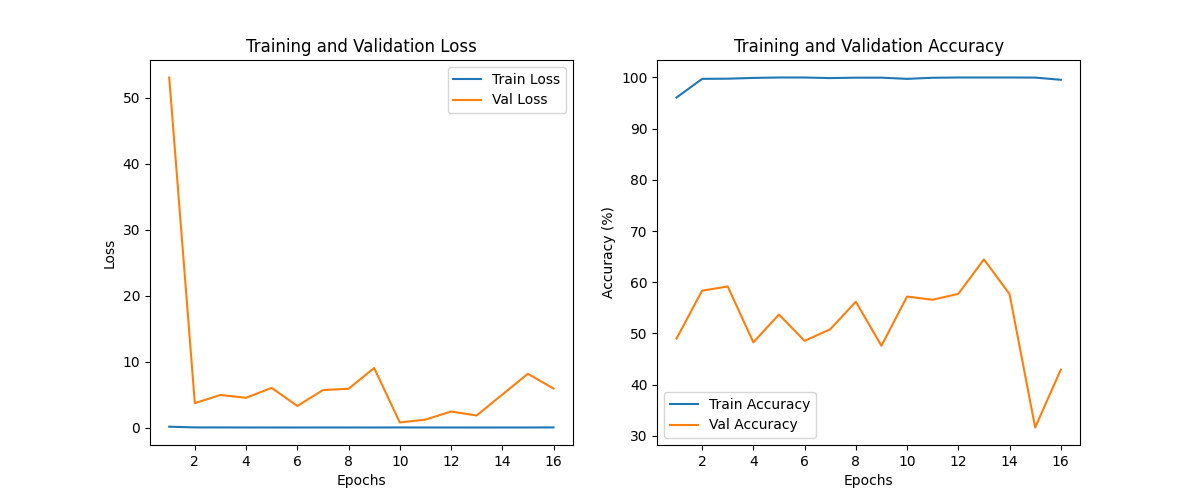 Training and Validation Loss
50
40
30
20
10
0
Loss
2 4 6 8 10 12 14 16
Epochs
Train Loss
Val Loss
Training and Validation Accuracy
100
90
80
70
60
50
40
30
Accuracy (%)
2 4 6 8 10 12 14 16
Epochs
Train Accuracy
Val Accuracy